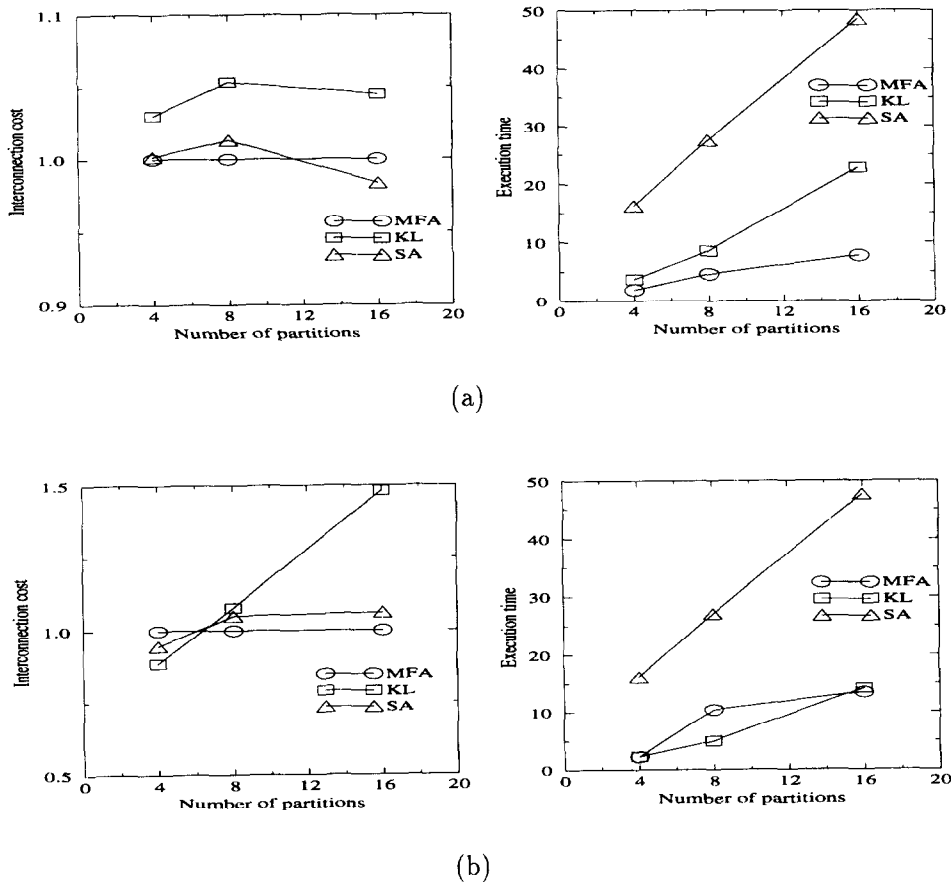 1.1
1.0
0.9
Interconnection cost
MFA
KL
SA
0 4 8 12 16 20
Number of partitions
50
40
30
20
10
0
Execution time
MFA
KL
SA
0 4 8 12 16 20
Number of partitions
(a)
1.5
1.0
0.5
Interconnection cost
MFA
KL
SA
0 4 8 12 16 20
Number of partitions
50
40
30
20
10
0
Execution time
MFA
KL
SA
0 4 8 12 16 20
Number of partitions
(b)